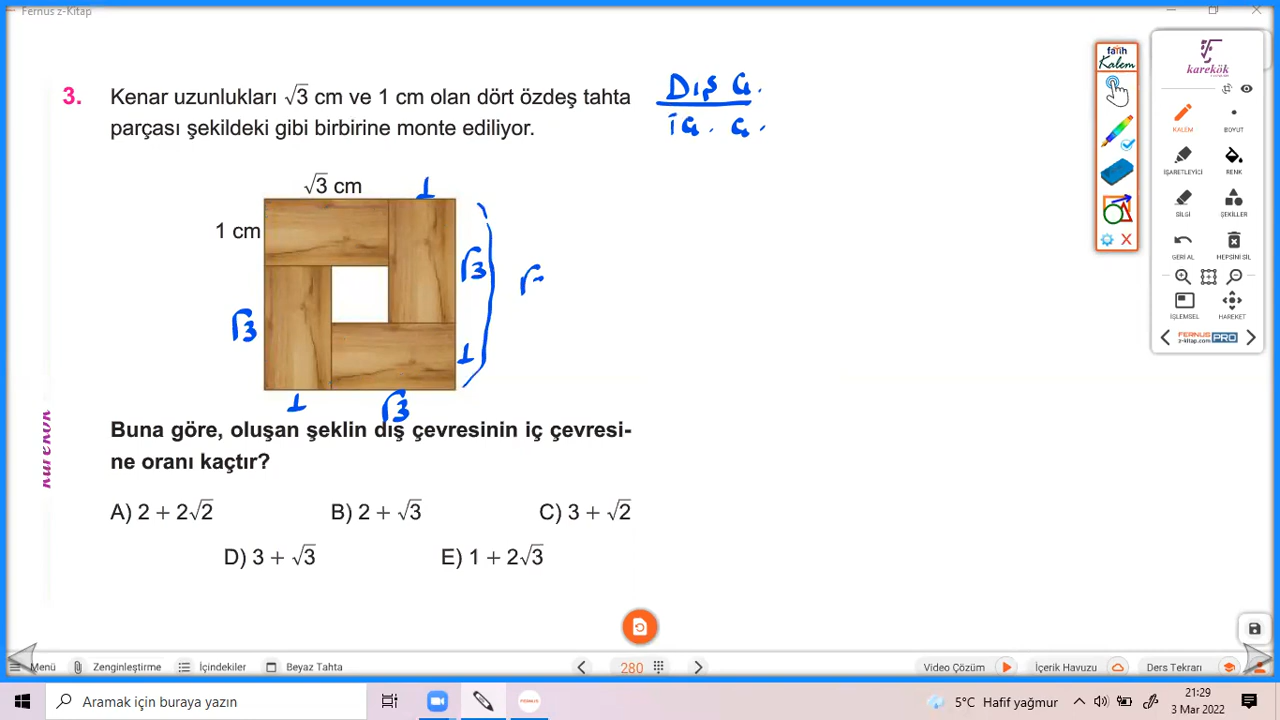 Fernus z-Kitap
3. Kenar uzunlukları √3 cm ve 1 cm olan dört özdeş tahta
parçası şekildeki gibi birbirine monte ediliyor.
Dış Ç.
İç. Ç.
√3 cm
1
1 cm
√3
√3
1
1
√3
Buna göre, oluşan şeklin dış çevresinin iç çevresi-
ne oranı kaçtır?
A) 2 + 2√2 B) 2 + √3 C) 3 + √2
D) 3 + √3 E) 1 + 2√3
karekök
fatih
Kalem
karekök
KALEM BOYUT
İŞARETLEYİCİ RENK
SİLGİ ŞEKİLLER
GERİ AL HEPSİNİ SİL
İŞLEMSEL HAREKET
FERNUS PRO
z-kitap.com
Menü Zenginleştirme İçindekiler Beyaz Tahta 280 Video Çözüm İçerik Havuzu Ders Tekrarı
Aramak için buraya yazın FERNUS 5°C Hafif yağmur 21:29
3 Mar 2022